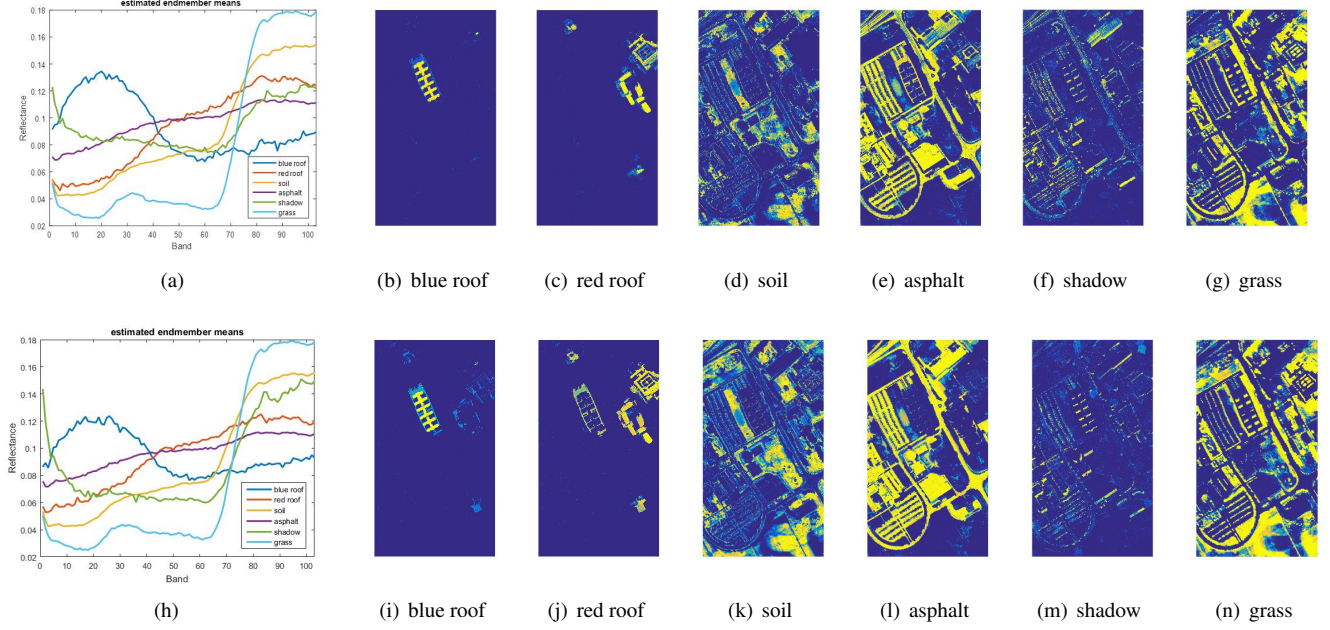 estimated endmember means
0.18
0.16
0.14
0.12
0.1
0.08
0.06
0.04
0.02
Reflectance
blue roof
red roof
soil
asphalt
shadow
grass
0 10 20 30 40 50 60 70 80 90 100
Band
(a)
(b) blue roof
(c) red roof
(d) soil
(e) asphalt
(f) shadow
(g) grass
estimated endmember means
0.18
0.16
0.14
0.12
0.1
0.08
0.06
0.04
0.02
Reflectance
blue roof
red roof
soil
asphalt
shadow
grass
0 10 20 30 40 50 60 70 80 90 100
Band
(h)
(i) blue roof
(j) red roof
(k) soil
(l) asphalt
(m) shadow
(n) grass